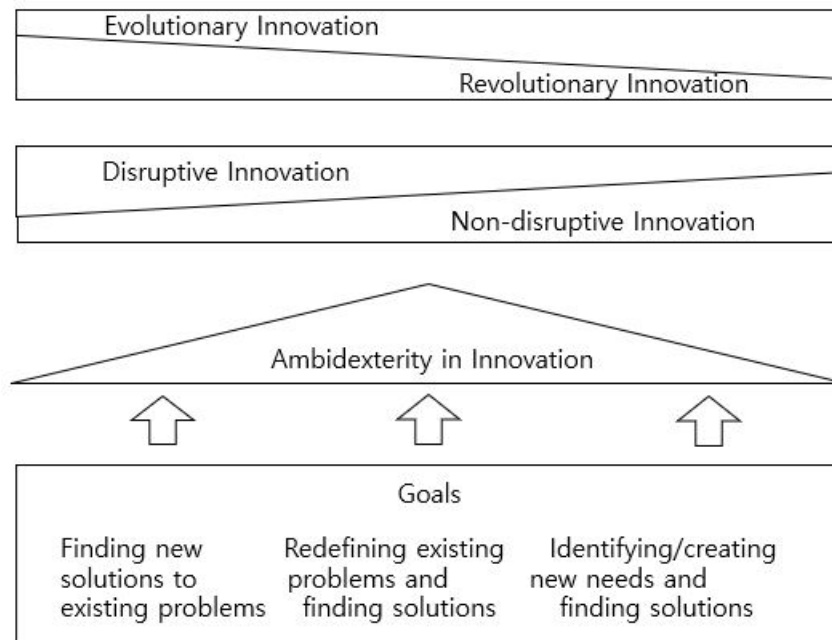 Evolutionary Innovation
Revolutionary Innovation
Disruptive Innovation
Non-disruptive Innovation
Ambidexterity in Innovation
Goals
Finding new
solutions to
existing problems
Redefining existing
problems and
finding solutions
Identifying/creating
new needs and
finding solutions